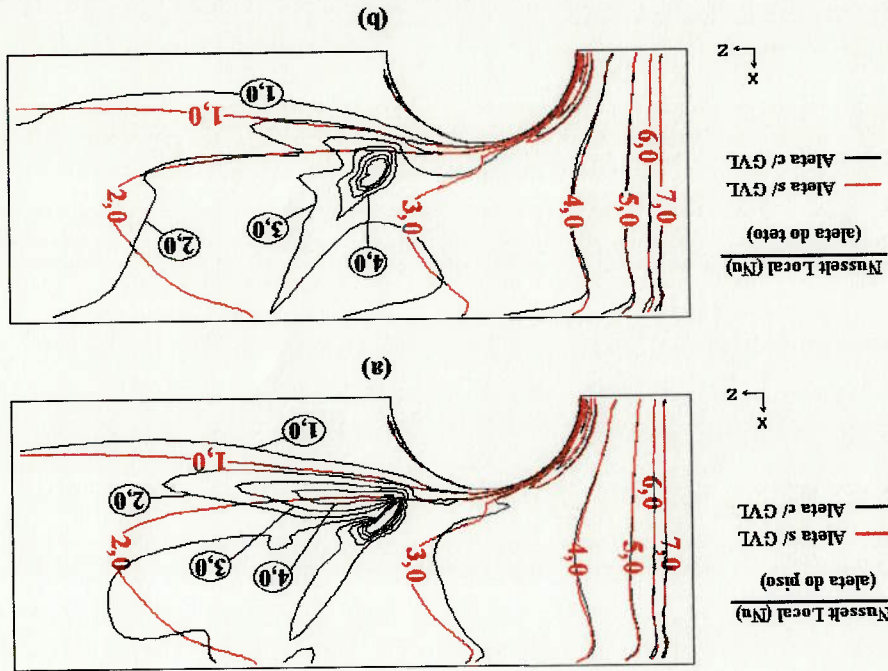 Nusselt Local (Nu)
(aleta do piso)
Aleta s/ GVL
Aleta c/ GVL
X
Z
7,0
6,0
5,0
4,0
3,0
4,0
3,0
2,0
2,0
1,0
1,0
(a)
Nusselt Local (Nu)
(aleta do teto)
Aleta s/ GVL
Aleta c/ GVL
X
Z
7,0
6,0
5,0
4,0
3,0
4,0
3,0
2,0
2,0
1,0
1,0
(b)